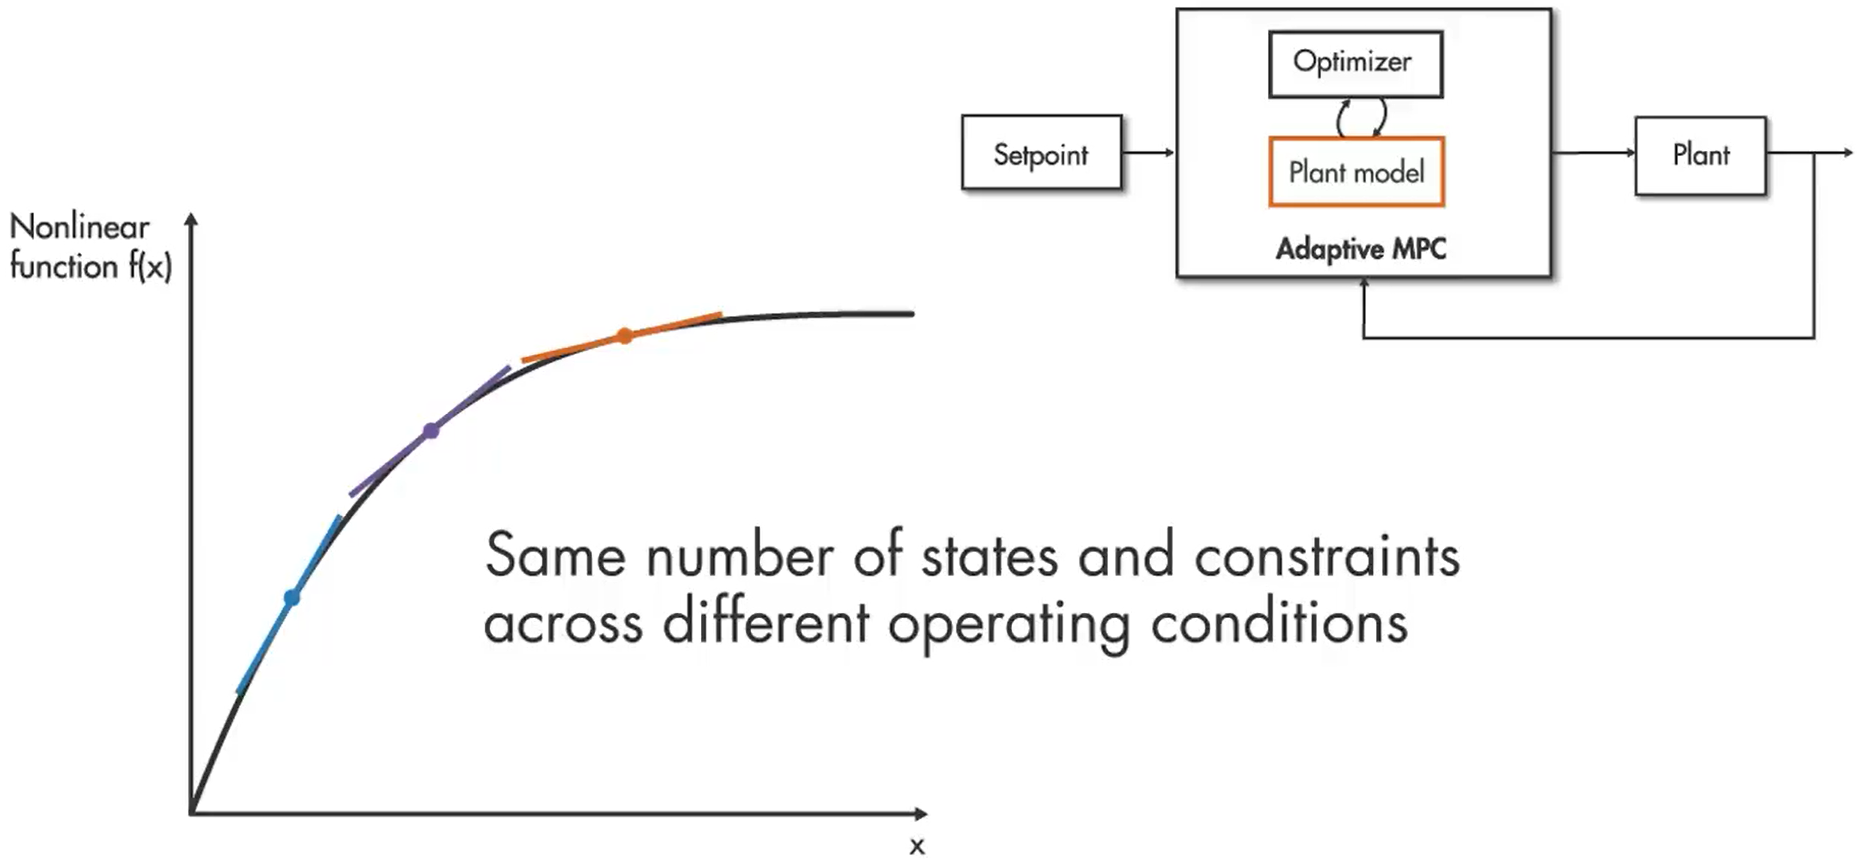 Optimizer
Setpoint
Plant model
Plant
Adaptive MPC
Nonlinear
function f(x)
Same number of states and constraints
across different operating conditions
x